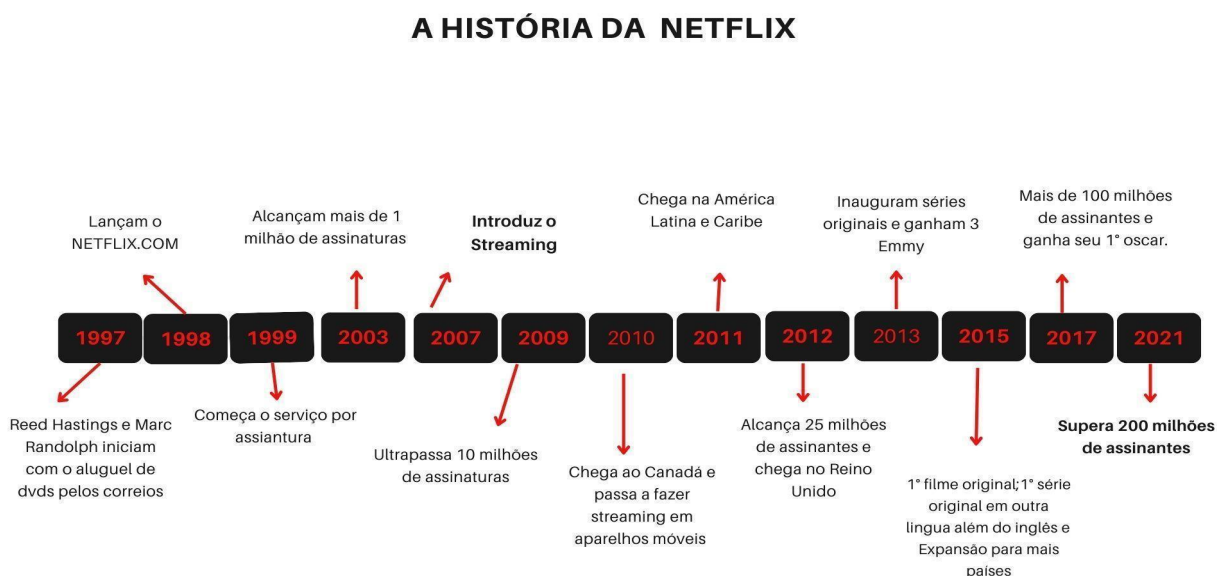 A HISTÓRIA DA NETFLIX
Lançam o
NETFLIX.COM
Alcançam mais de 1
milhão de assinaturas
Introduz o
Streaming
Chega na América
Latina e Caribe
Inauguram séries
originais e ganham 3
Emmy
Mais de 100 milhões
de assinantes e
ganha seu 1° oscar.
1997
1998
1999
2003
2007
2009
2010
2011
2012
2013
2015
2017
2021
Reed Hastings e Marc
Randolph iniciam
com o aluguel de
dvds pelos correios
Começa o serviço por
assiantura
Ultrapassa 10 milhões
de assinaturas
Chega ao Canadá e
passa a fazer
streaming em
aparelhos móveis
Alcança 25 milhões
de assinantes e
chega no Reino
Unido
1° filme original;1° série
original em outra
lingua além do inglês e
Expansão para mais
países
Supera 200 milhões
de assinantes